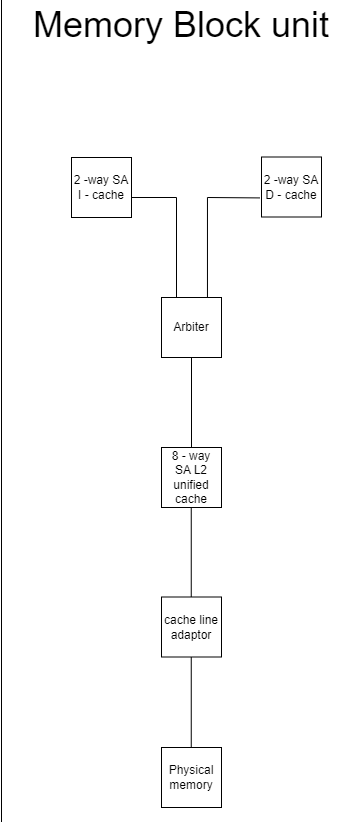 Memory Block unit
2 -way SA
I - cache
2 -way SA
D - cache
Arbiter
8 - way
SA L2
unified
cache
cache line
adaptor
Physical
memory